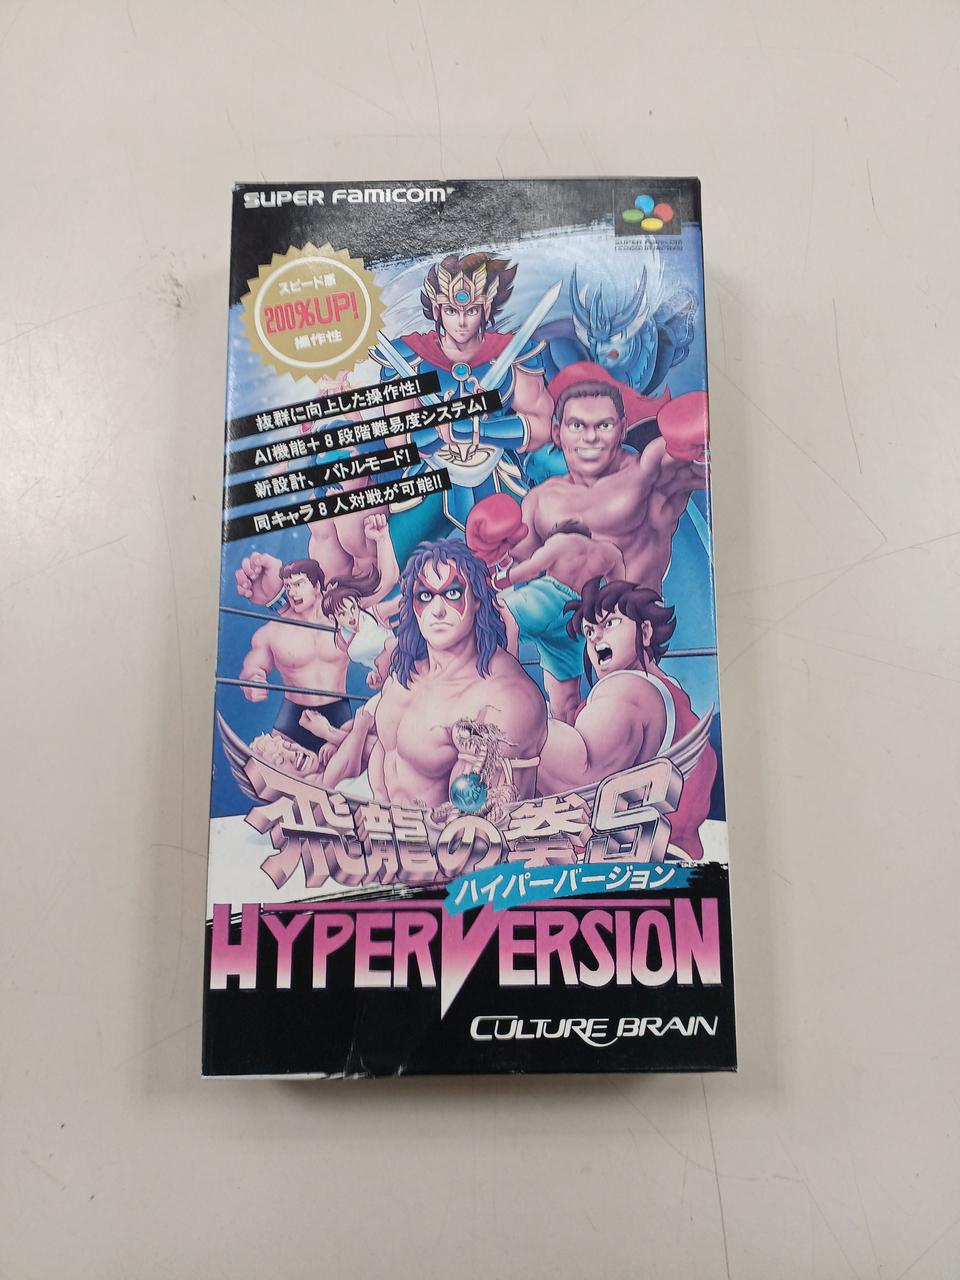 SUPER FAMICOM
スピード感
200%UP!
操作性
抜群に向上した操作性!
AI機能+8段階難易度システム!
新設計、バトルモード!
同キャラ8人対戦が可能!!
飛龍の拳S
ハイパーバージョン
HYPER VERSION
CULTURE BRAIN